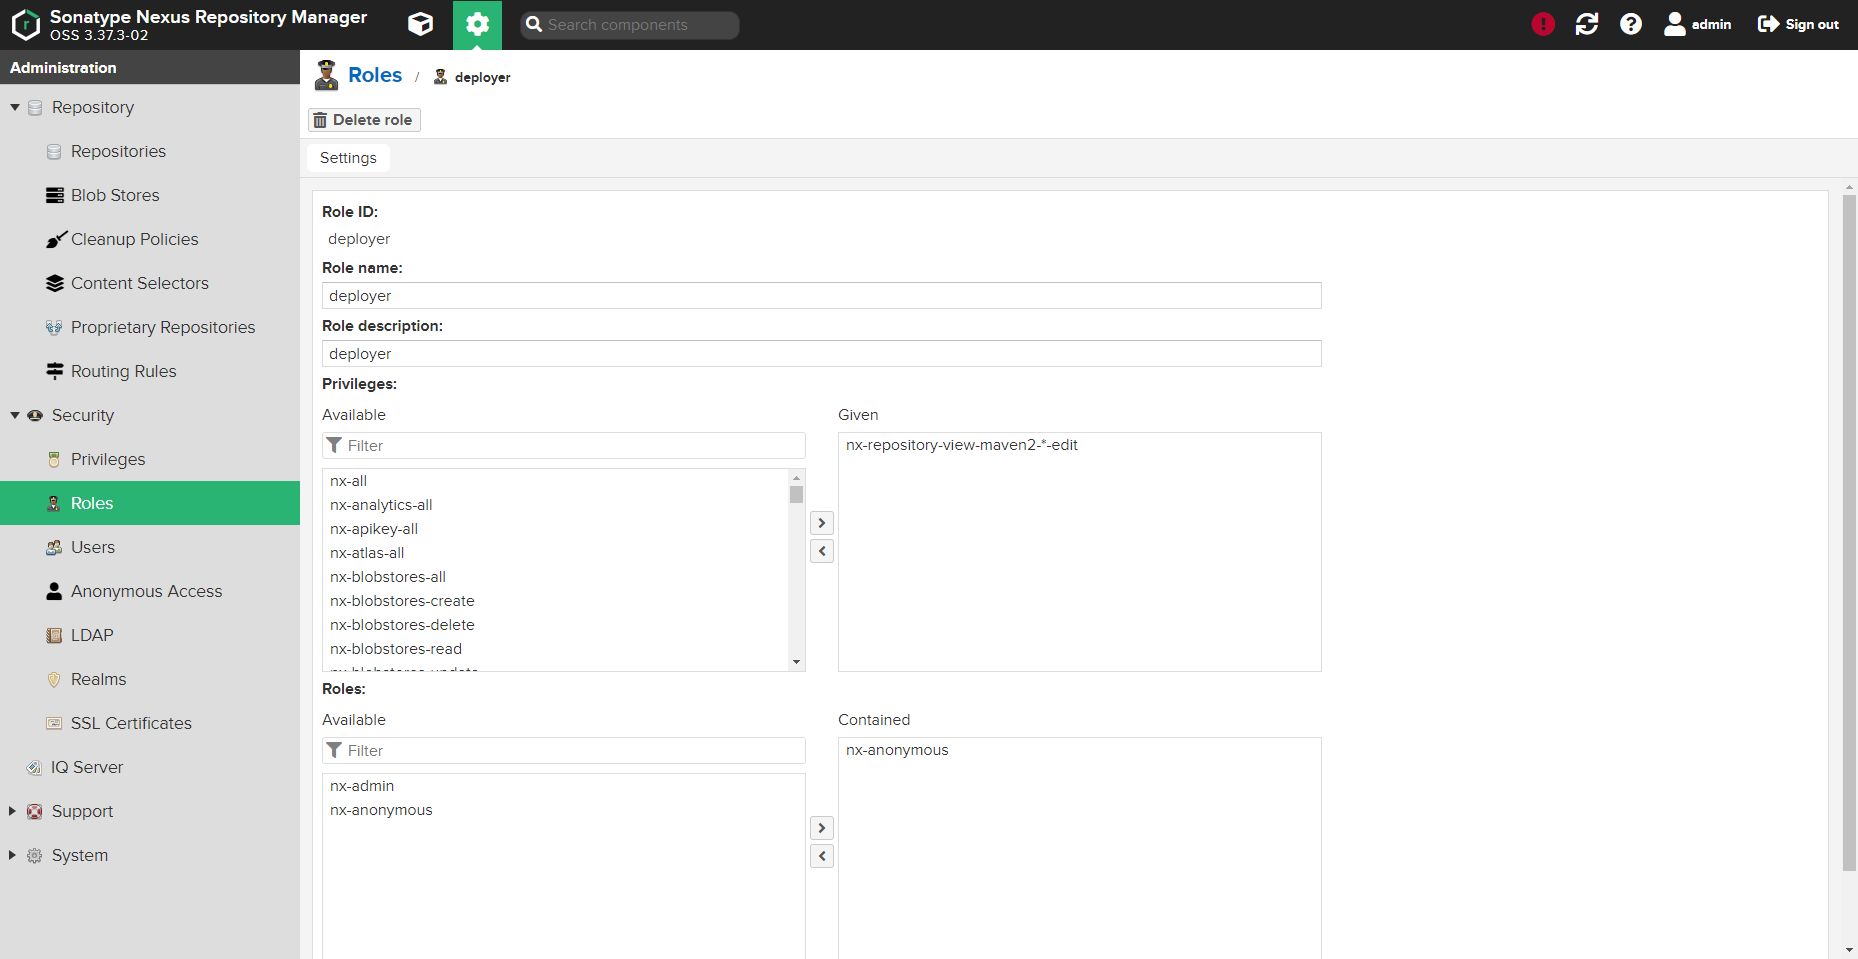 Sonatype Nexus Repository Manager
OSS 3.37.3-02
Search components
admin
Sign out
Administration
Repository
Repositories
Blob Stores
Cleanup Policies
Content Selectors
Proprietary Repositories
Routing Rules
Security
Privileges
Roles
Users
Anonymous Access
LDAP
Realms
SSL Certificates
IQ Server
Support
System
Roles / deployer
Delete role
Settings
Role ID:
deployer
Role name:
deployer
Role description:
deployer
Privileges:
Available
Filter
nx-all
nx-analytics-all
nx-apikey-all
nx-atlas-all
nx-blobstores-all
nx-blobstores-create
nx-blobstores-delete
nx-blobstores-read
nx-blobstores-update
Given
nx-repository-view-maven2-*-edit
Roles:
Available
Filter
nx-admin
nx-anonymous
Contained
nx-anonymous